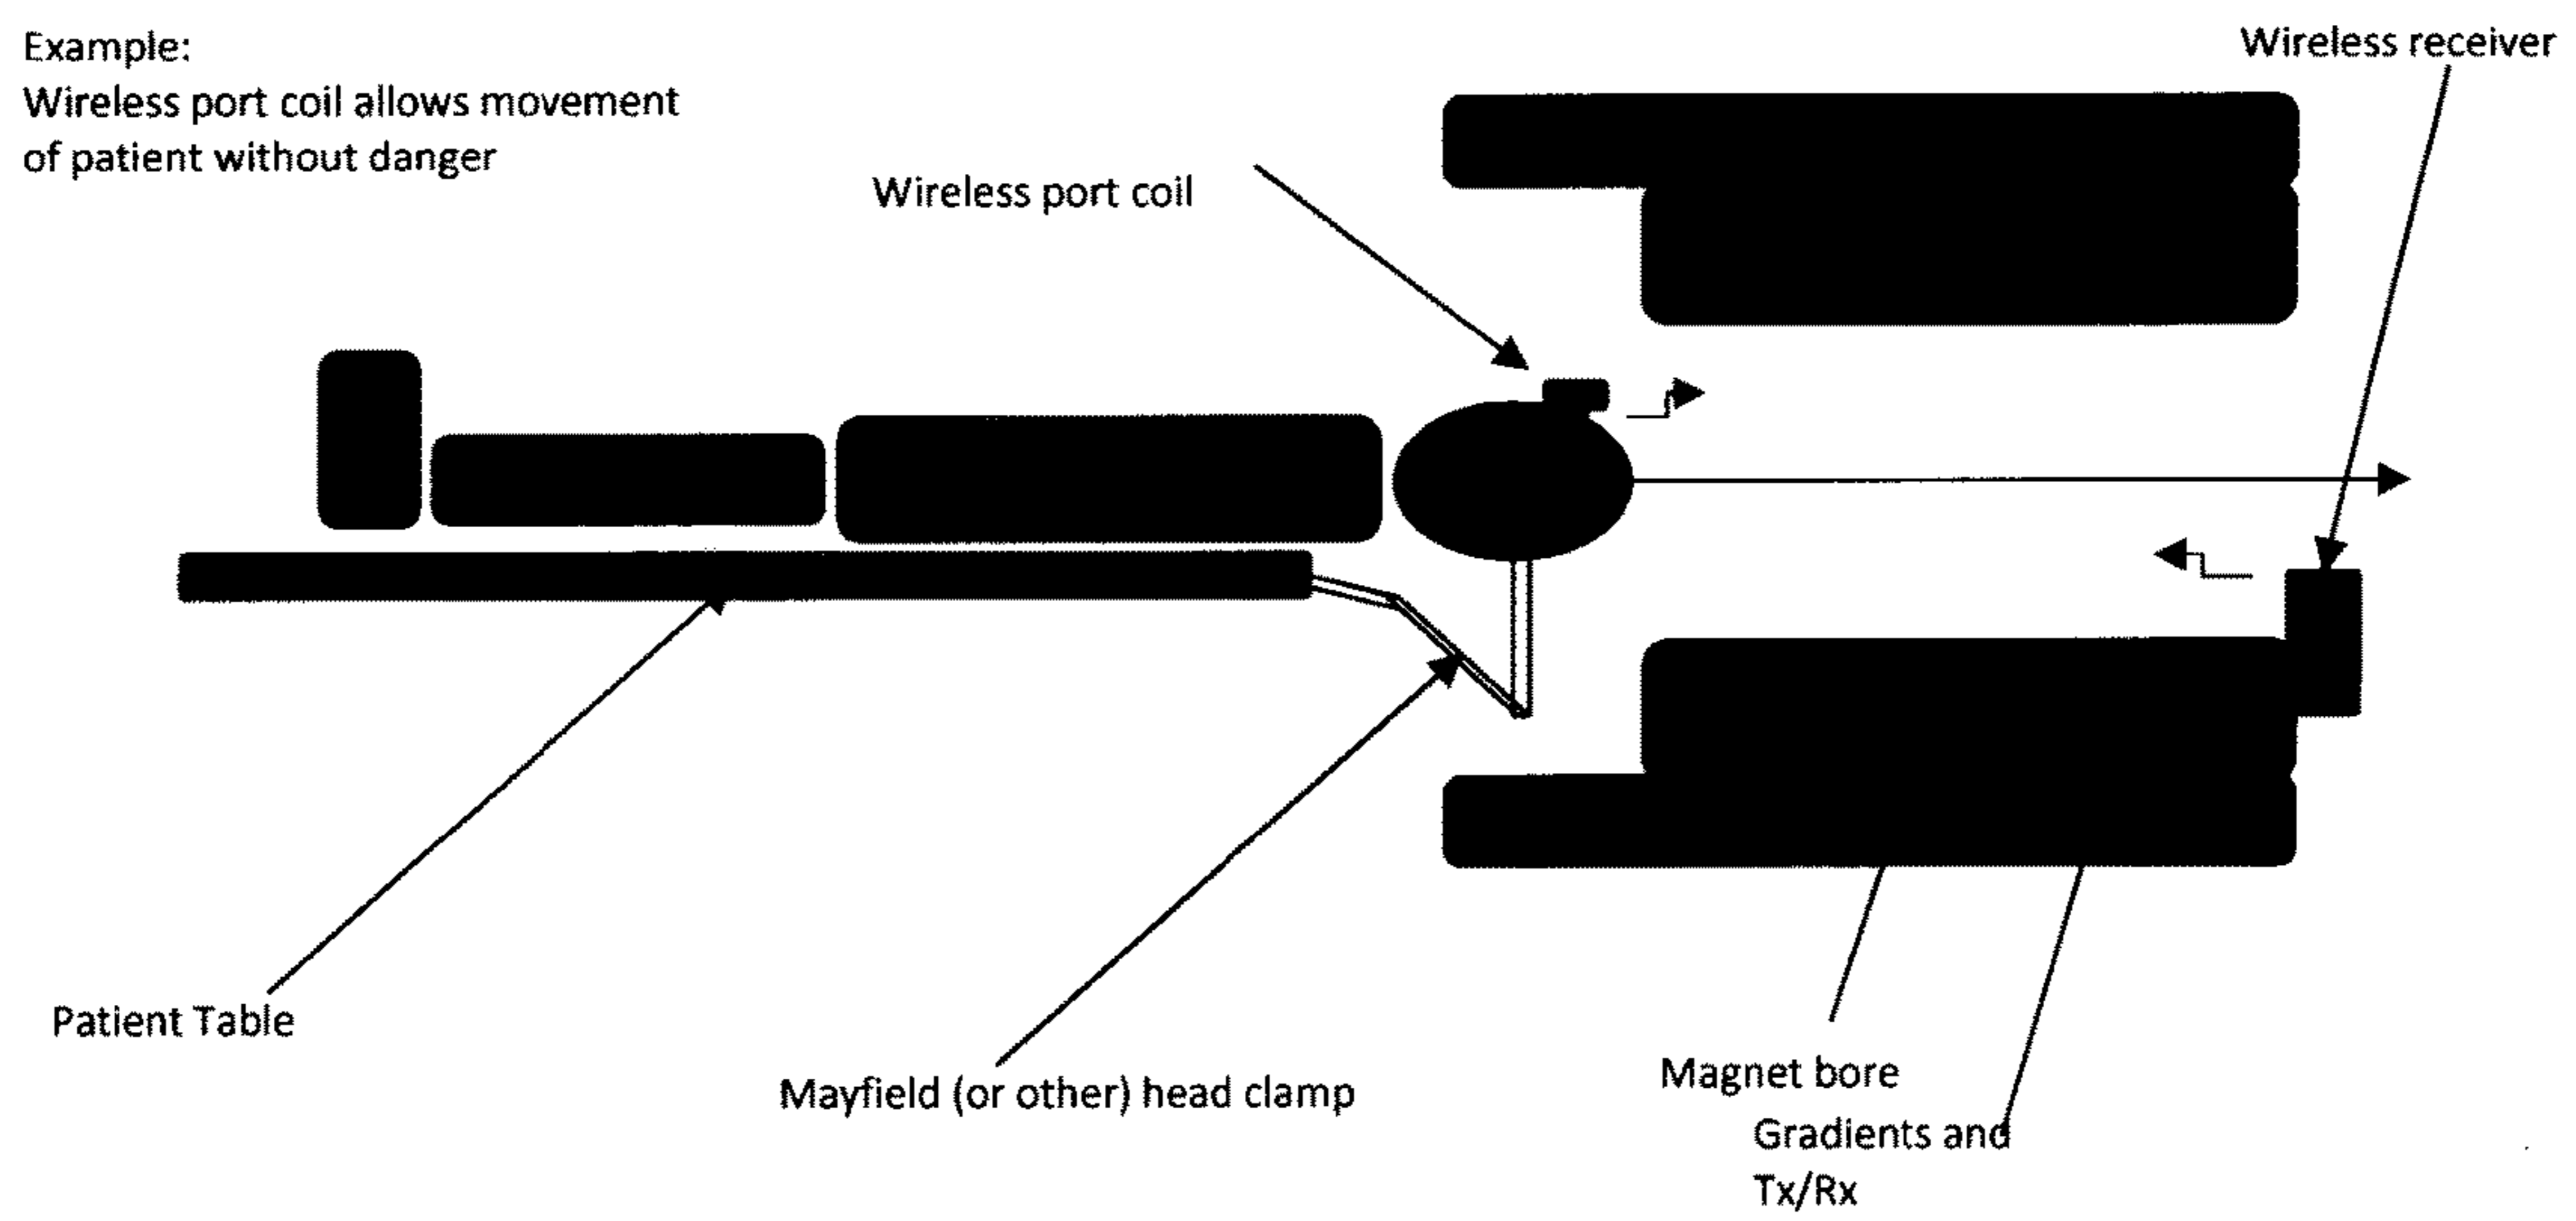 Example:
Wireless port coil allows movement
of patient without danger
Wireless receiver
Wireless port coil
Patient Table
Mayfield (or other) head clamp
Magnet bore
Gradients and
Tx/Rx